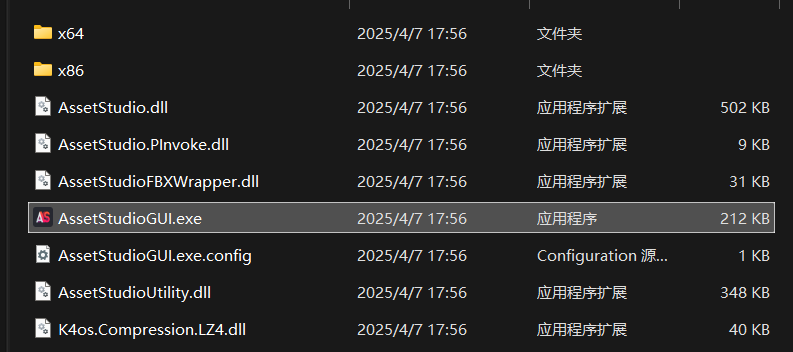 x64 2025/4/7 17:56 文件夹
x86 2025/4/7 17:56 文件夹
AssetStudio.dll 2025/4/7 17:56 应用程序扩展 502 KB
AssetStudio.PInvoke.dll 2025/4/7 17:56 应用程序扩展 9 KB
AssetStudioFBXWrapper.dll 2025/4/7 17:56 应用程序扩展 31 KB
AS AssetStudioGUI.exe 2025/4/7 17:56 应用程序 212 KB
AssetStudioGUI.exe.config 2025/4/7 17:56 Configuration 源... 1 KB
AssetStudioUtility.dll 2025/4/7 17:56 应用程序扩展 348 KB
K4os.Compression.LZ4.dll 2025/4/7 17:56 应用程序扩展 40 KB